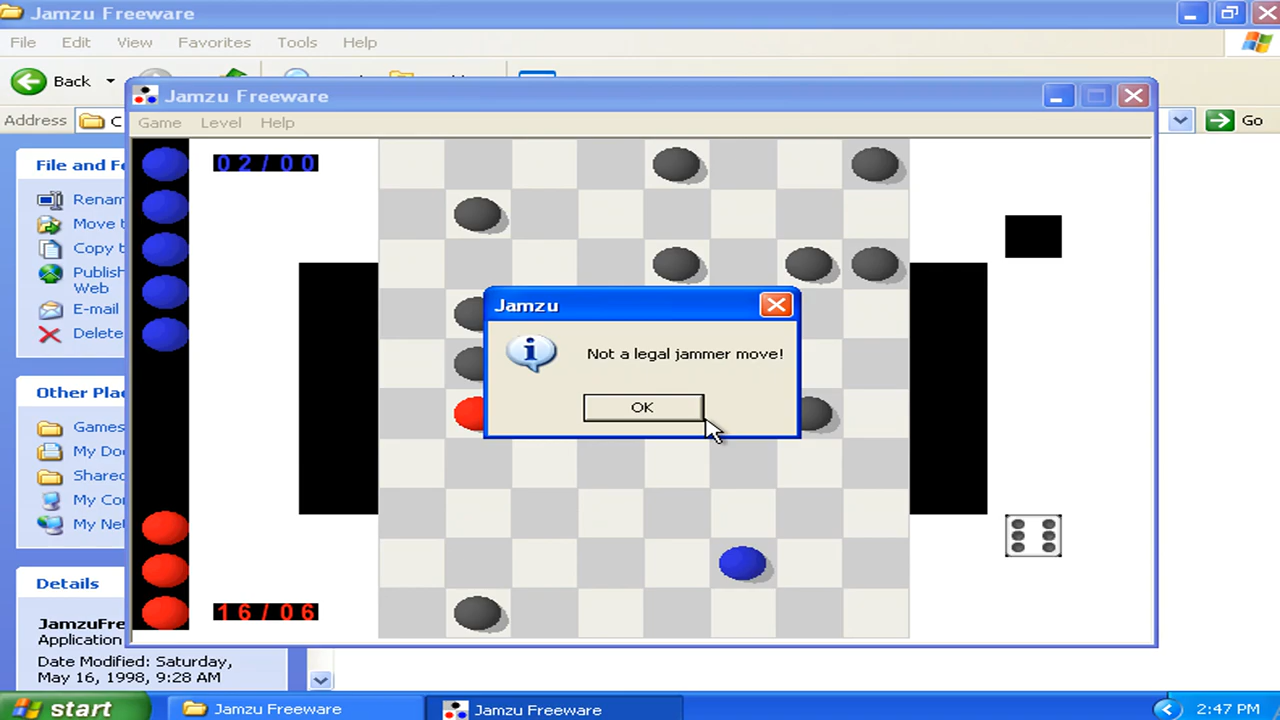 Jamzu Freeware
File Edit View Favorites Tools Help
Back
Address C
Go
Jamzu Freeware
Game Level Help
File and Fo
Renam
Move t
Copy t
Publish
Web
E-mail
Delete
Other Plac
Games
My Do
Shared
My Con
My Net
Details
JamzuFre
Application
Date Modified: Saturday,
May 16, 1998, 9:28 AM
02/00
Jamzu
Not a legal jammer move!
OK
16/06
start
Jamzu Freeware
Jamzu Freeware
2:47 PM